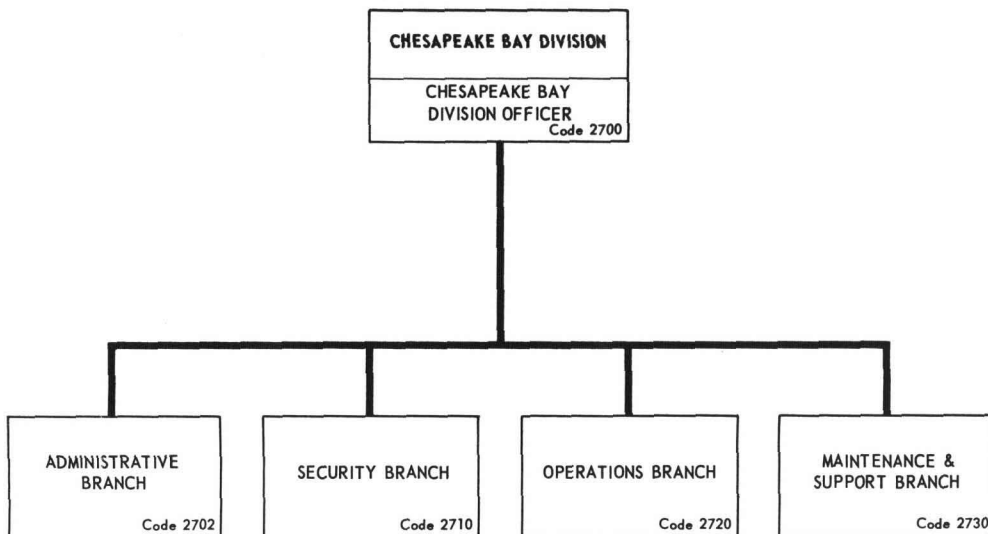 CHESAPEAKE BAY DIVISION
CHESAPEAKE BAY
DIVISION OFFICER
Code 2700
ADMINISTRATIVE
BRANCH
Code 2702
SECURITY BRANCH
Code 2710
OPERATIONS BRANCH
Code 2720
MAINTENANCE &
SUPPORT BRANCH
Code 2730